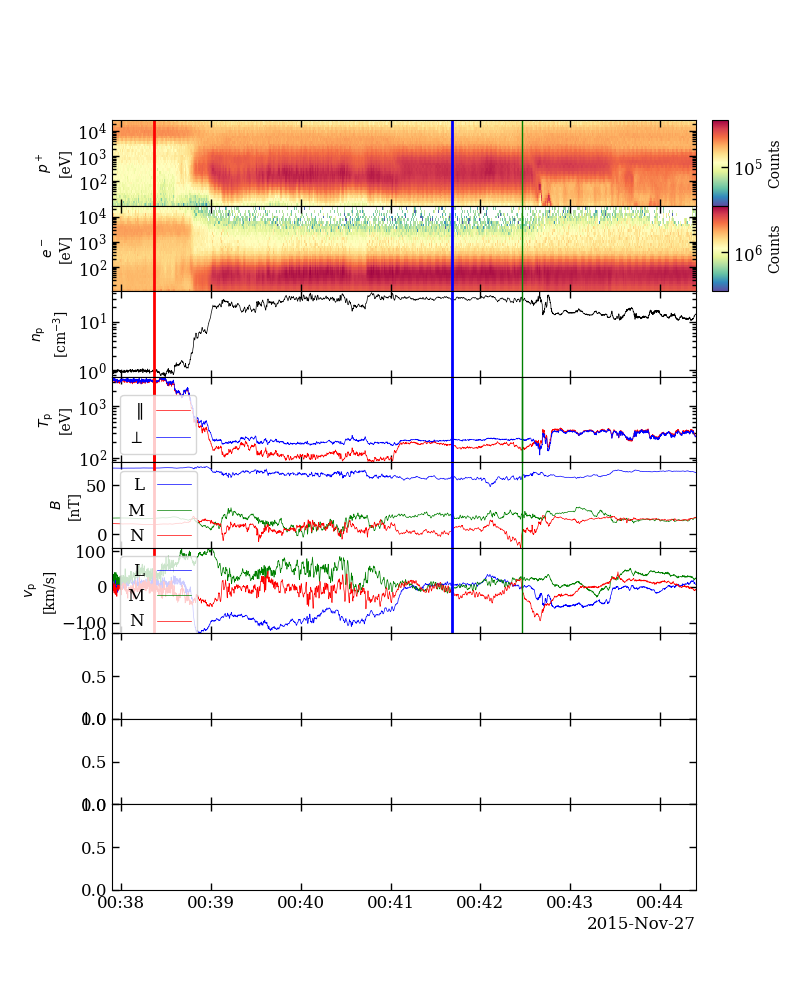 10⁴
10³
10²
p⁺
[eV]
10⁵
Counts
10⁴
10³
10²
e⁻
[eV]
10⁶
Counts
10¹
10⁰
nₚ
[cm⁻³]
10³
10²
Tₚ
[eV]
∥
⊥
50
0
B
[nT]
L
M
N
100
0
−100
vₚ
[km/s]
L
M
N
1.0
0.5
0.0
1.0
0.5
0.0
1.0
0.5
0.0
00:38 00:39 00:40 00:41 00:42 00:43 00:44
2015-Nov-27